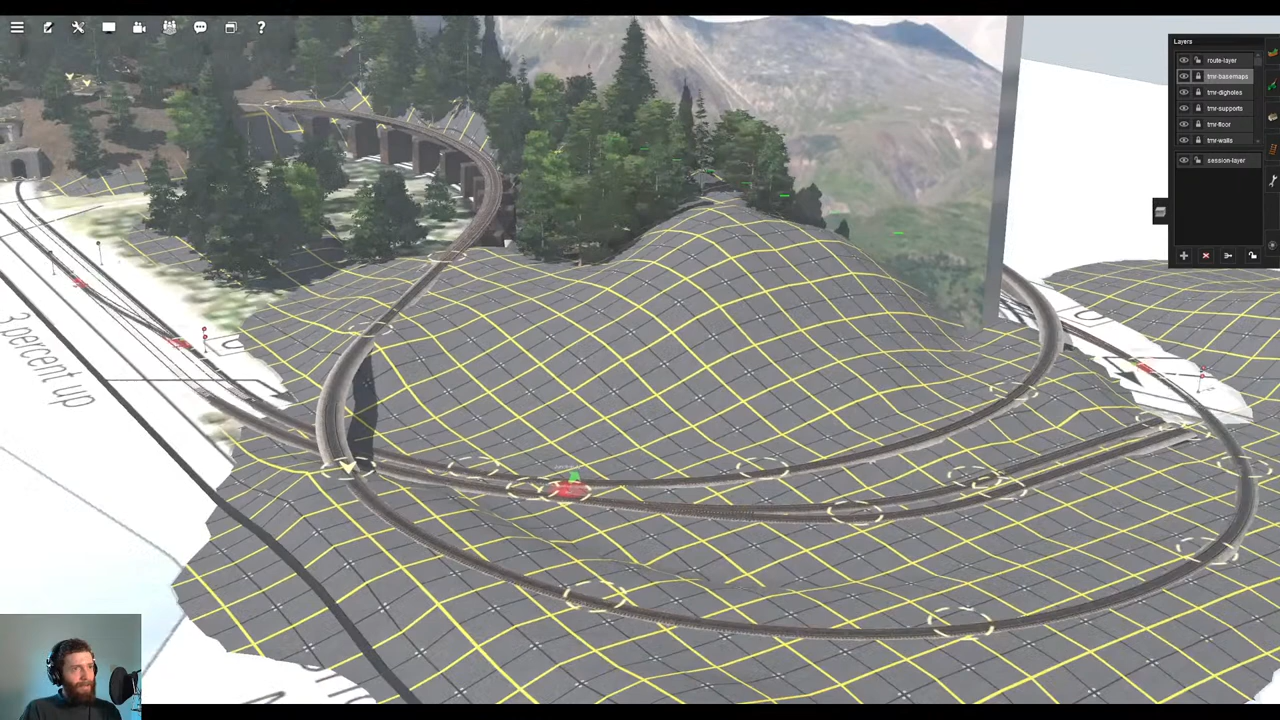 ?
Layers
route-layer
tmr-basemaps
tmr-digholes
tmr-supports
tmr-floor
tmr-walls
session-layer
3 percent up